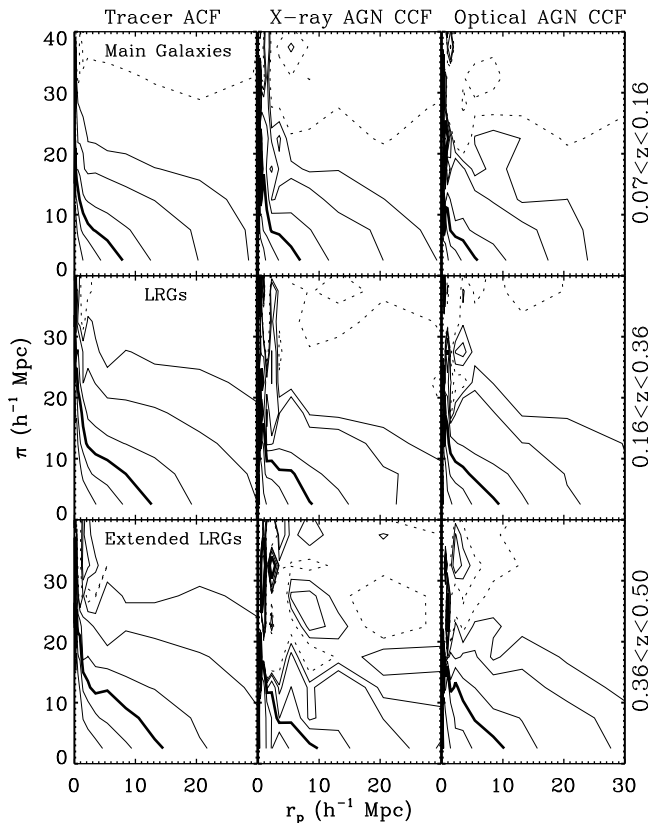 Tracer ACF X-ray AGN CCF Optical AGN CCF
Main Galaxies
40
30
20
10
0
0.07<z<0.16
LRGs
30
20
10
0
0.16<z<0.36
π (h⁻¹ Mpc)
Extended LRGs
30
20
10
0
0.36<z<0.50
0 10 20 0 10 20 0 10 20 30
r_p (h⁻¹ Mpc)